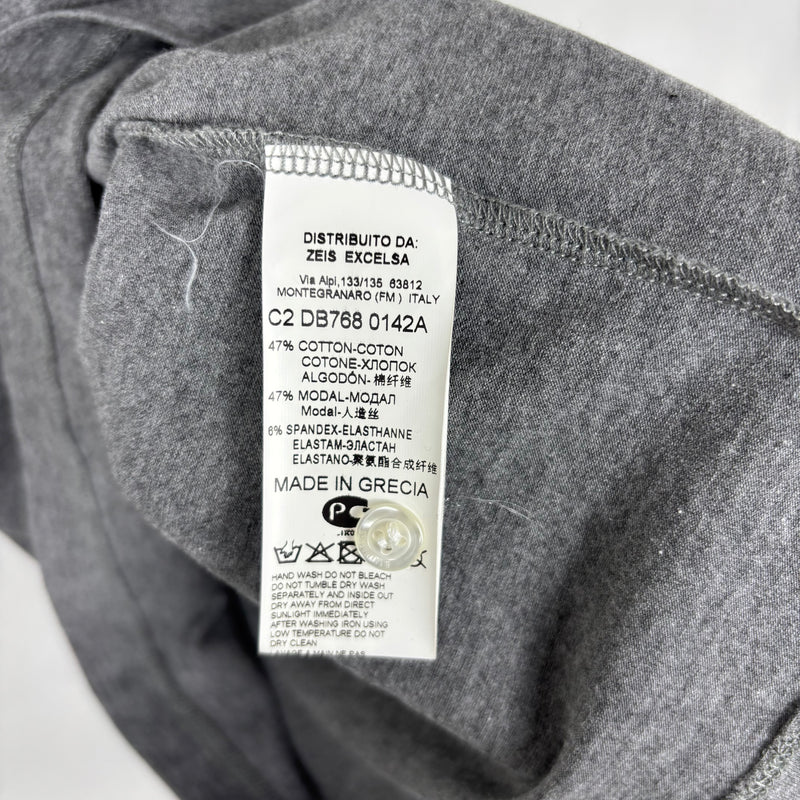 DISTRIBUITO DA:
ZEIS EXCELSA
Via Alpi,133/135 63812
MONTEGRANARO (FM) ITALY
C2 DB768 0142A
47% COTTON-COTON
COTONE-ХЛОПОК
ALGODÓN-棉纤维
47% MODAL-МОДАЛ
Modal-人造丝
6% SPANDEX-ELASTHANNE
ELASTAM-ЭЛАСТАН
ELASTANO-聚氨酯合成纤维
MADE IN GRECIA
HAND WASH DO NOT BLEACH
DO NOT TUMBLE DRY WASH
SEPARATELY AND INSIDE OUT
DRY AWAY FROM DIRECT
SUNLIGHT IMMEDIATELY
AFTER WASHING IRON USING
LOW TEMPERATURE DO NOT
DRY CLEAN
LAVAGE A MAIN NE PAS